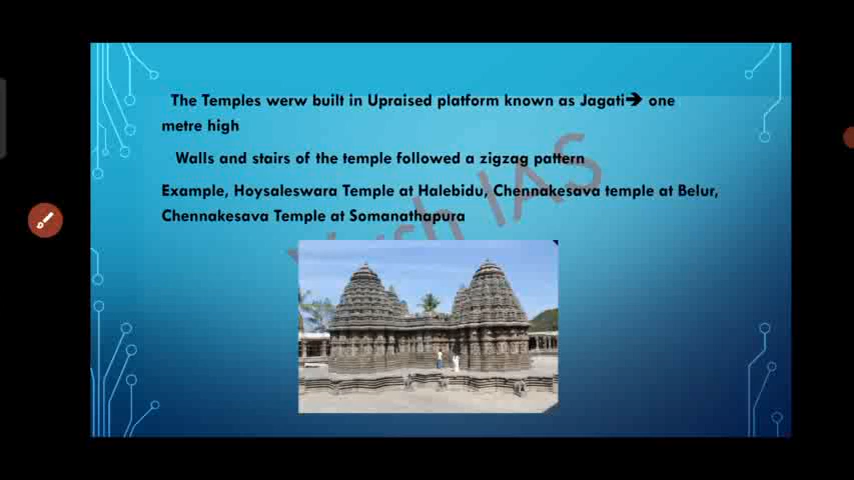 The Temples werw built in Upraised platform known as Jagati➔ one
metre high
Walls and stairs of the temple followed a zigzag pattern
Example, Hoysaleswara Temple at Halebidu, Chennakesava temple at Belur,
Chennakesava Temple at Somanathapura
IAS